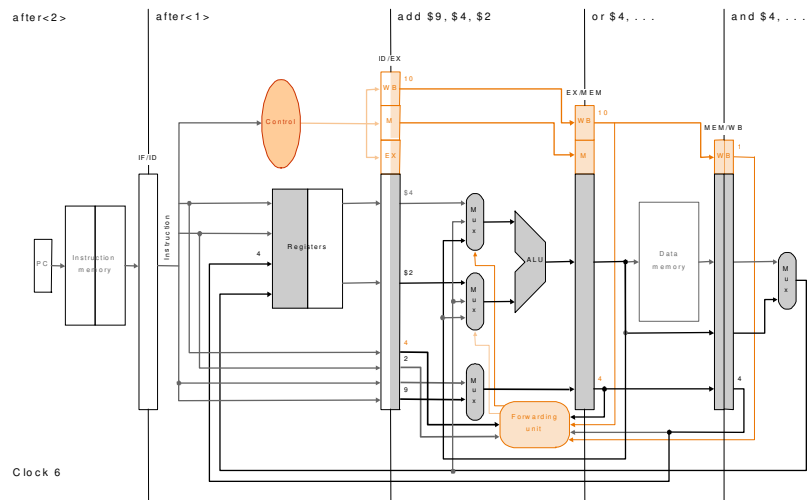 after<2>
after<1>
add $9, $4, $2
or $4, . . .
and $4, . . .
ID/EX
10
WB
EX/MEM
10
Control
M
WB
MEM/WB
1
EX
M
WB
IF/ID
$4
M
u
x
Instruction
Registers
4
PC
Instruction
memory
ALU
Data
memory
M
u
x
$2
M
u
x
4
2
9
M
u
x
4
4
Forwarding
unit
Clock 6